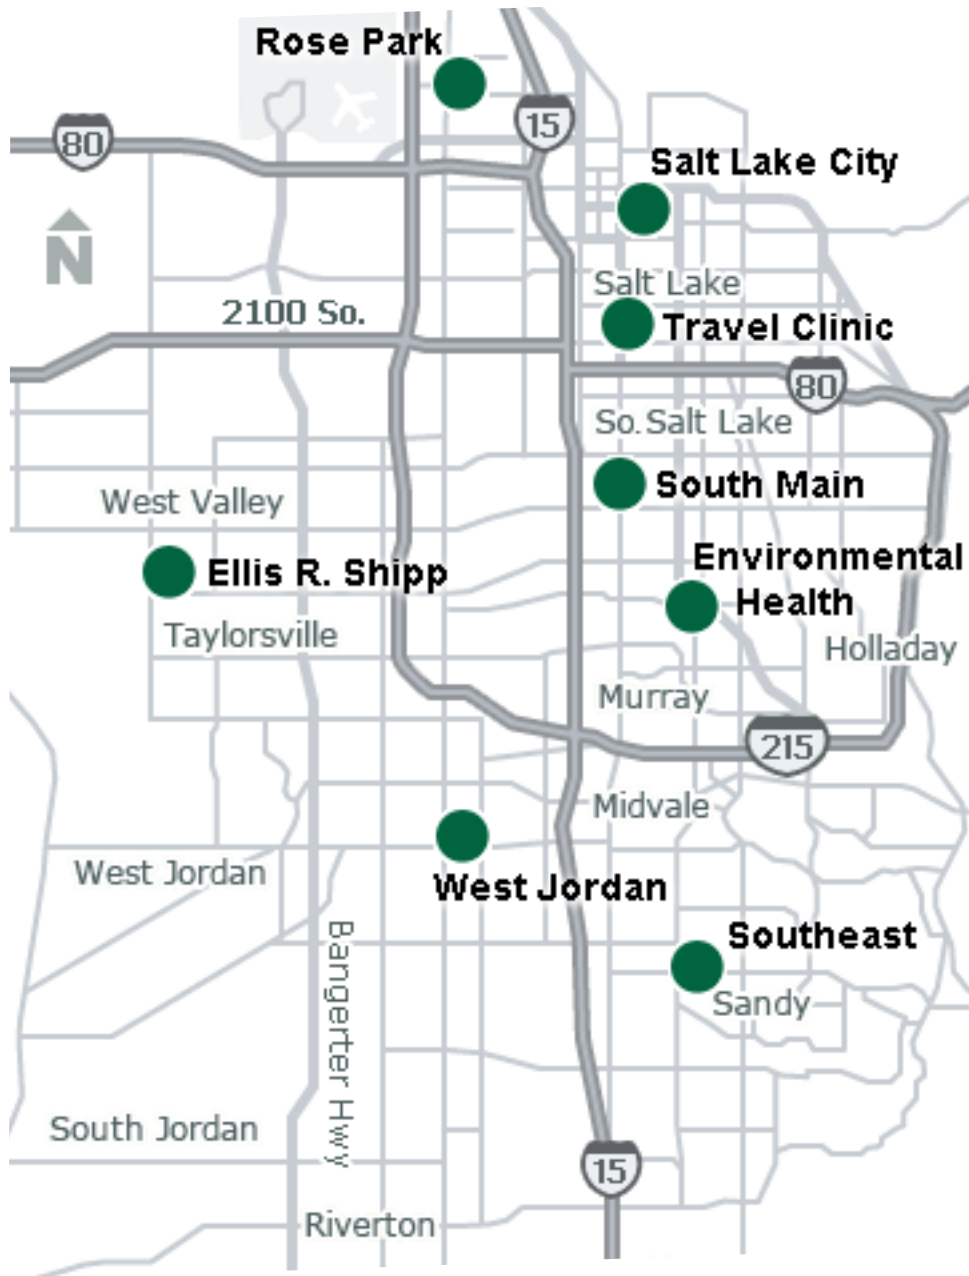 Rose Park
15
80
Salt Lake City
N
Salt Lake
2100 So.
Travel Clinic
80
So. Salt Lake
West Valley
South Main
Environmental
Health
Ellis R. Shipp
Taylorsville
Holladay
Murray
215
Midvale
West Jordan
West Jordan
Southeast
Bangerter Hwy
Sandy
South Jordan
15
Riverton